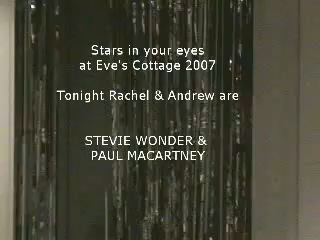 Stars in your eyes
at Eve's Cottage 2007
Tonight Rachel & Andrew are
STEVIE WONDER &
PAUL MACARTNEY